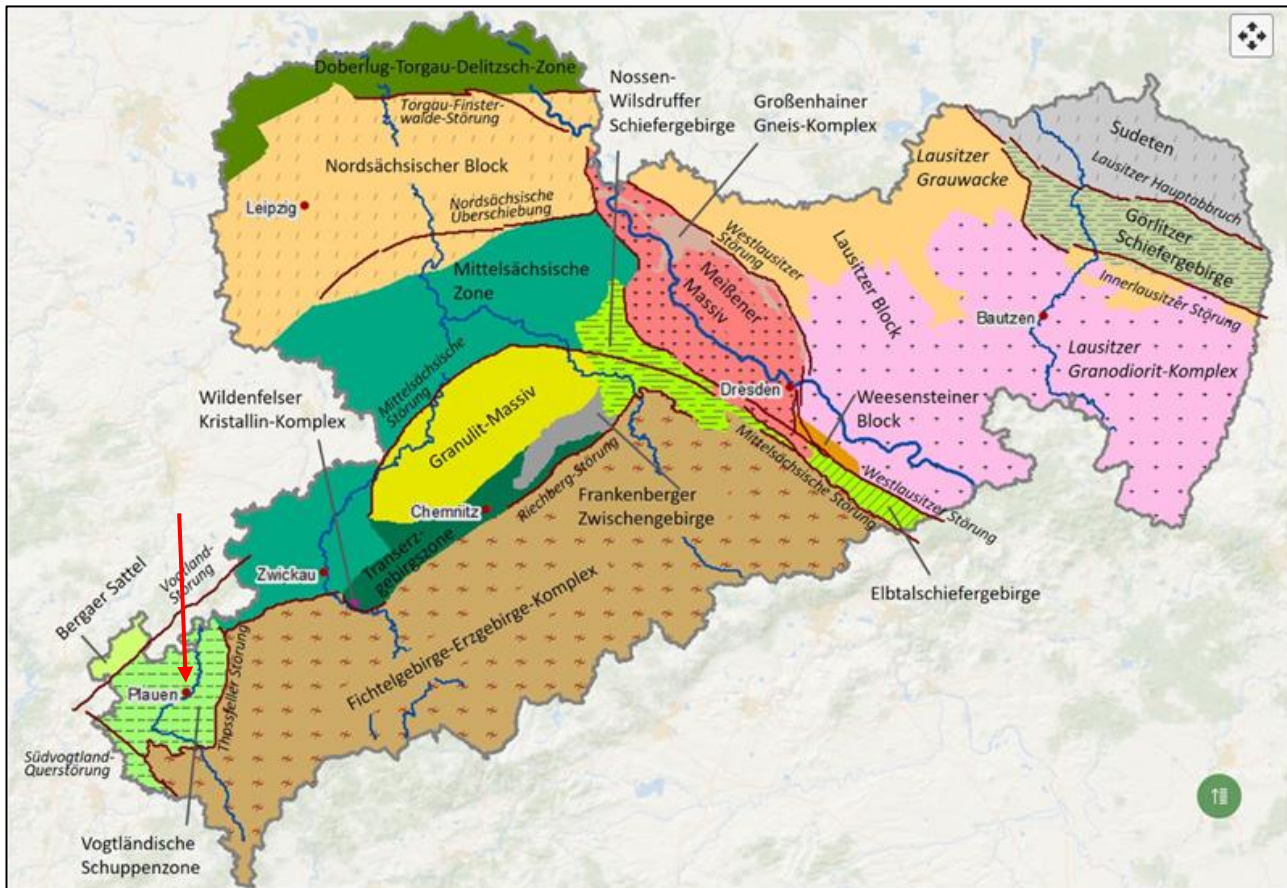 Doberlug-Torgau-Delitzsch-Zone
Torgau-Finster-
walde-Störung
Nossen-
Wilsdruffer
Schiefergebirge
Großenhainer
Gneis-Komplex
Sudeten
Lausitzer Hauptabbruch
Lausitzer
Grauwacke
Görlitzer
Schiefergebirge
Nordsächsischer Block
Leipzig
Nordsächsische
Überschiebung
Westlausitzer
Störung
Lausitzer Block
Innerlausitzer Störung
Mittelsächsische
Zone
Meißener
Massiv
Bautzen
Lausitzer
Granodiorit-Komplex
Mittelsächsische
Störung
Dresden
Wildenfelser
Kristallin-Komplex
Weesensteiner
Block
Granulit-Massiv
Mittelsächsische Störung
Westlausitzer Störung
Riechberg-Störung
Frankenberger
Zwischengebirge
Chemnitz
Transerz-
gebirgszone
Elbtalschiefergebirge
Bergaer Sattel
Vogtland-
Störung
Zwickau
Fichtelgebirge-Erzgebirge-Komplex
Plauen
Thossfeller Störung
Südvogtland-
Querstörung
Vogtländische
Schuppenzone